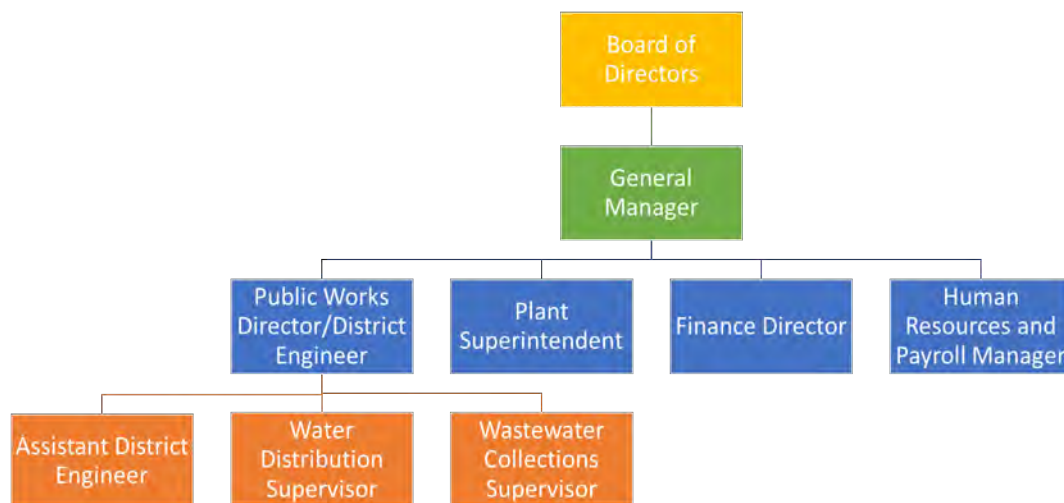 Board of
Directors
General
Manager
Public Works
Director/District
Engineer
Plant
Superintendent
Finance Director
Human
Resources and
Payroll Manager
Assistant District
Engineer
Water
Distribution
Supervisor
Wastewater
Collections
Supervisor